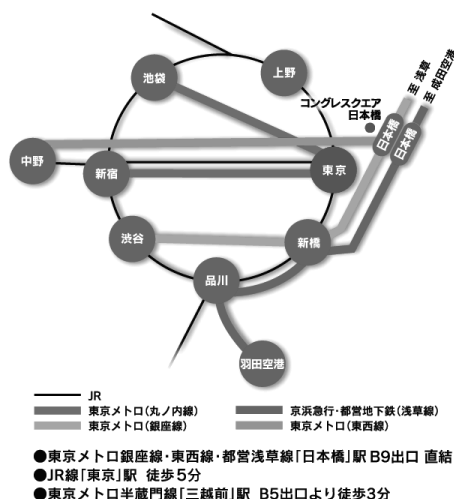 池袋
上野
至 浅草
至 成田空港
コングレスクエア
日本橋
日本橋
日本橋
中野
新宿
東京
渋谷
新橋
品川
羽田空港
JR
東京メトロ(丸ノ内線)
京浜急行・都営地下鉄(浅草線)
東京メトロ(銀座線)
東京メトロ(東西線)
●東京メトロ銀座線・東西線・都営浅草線「日本橋」駅 B9出口 直結
●JR線「東京」駅 徒歩5分
●東京メトロ半蔵門線「三越前」駅 B5出口より徒歩3分